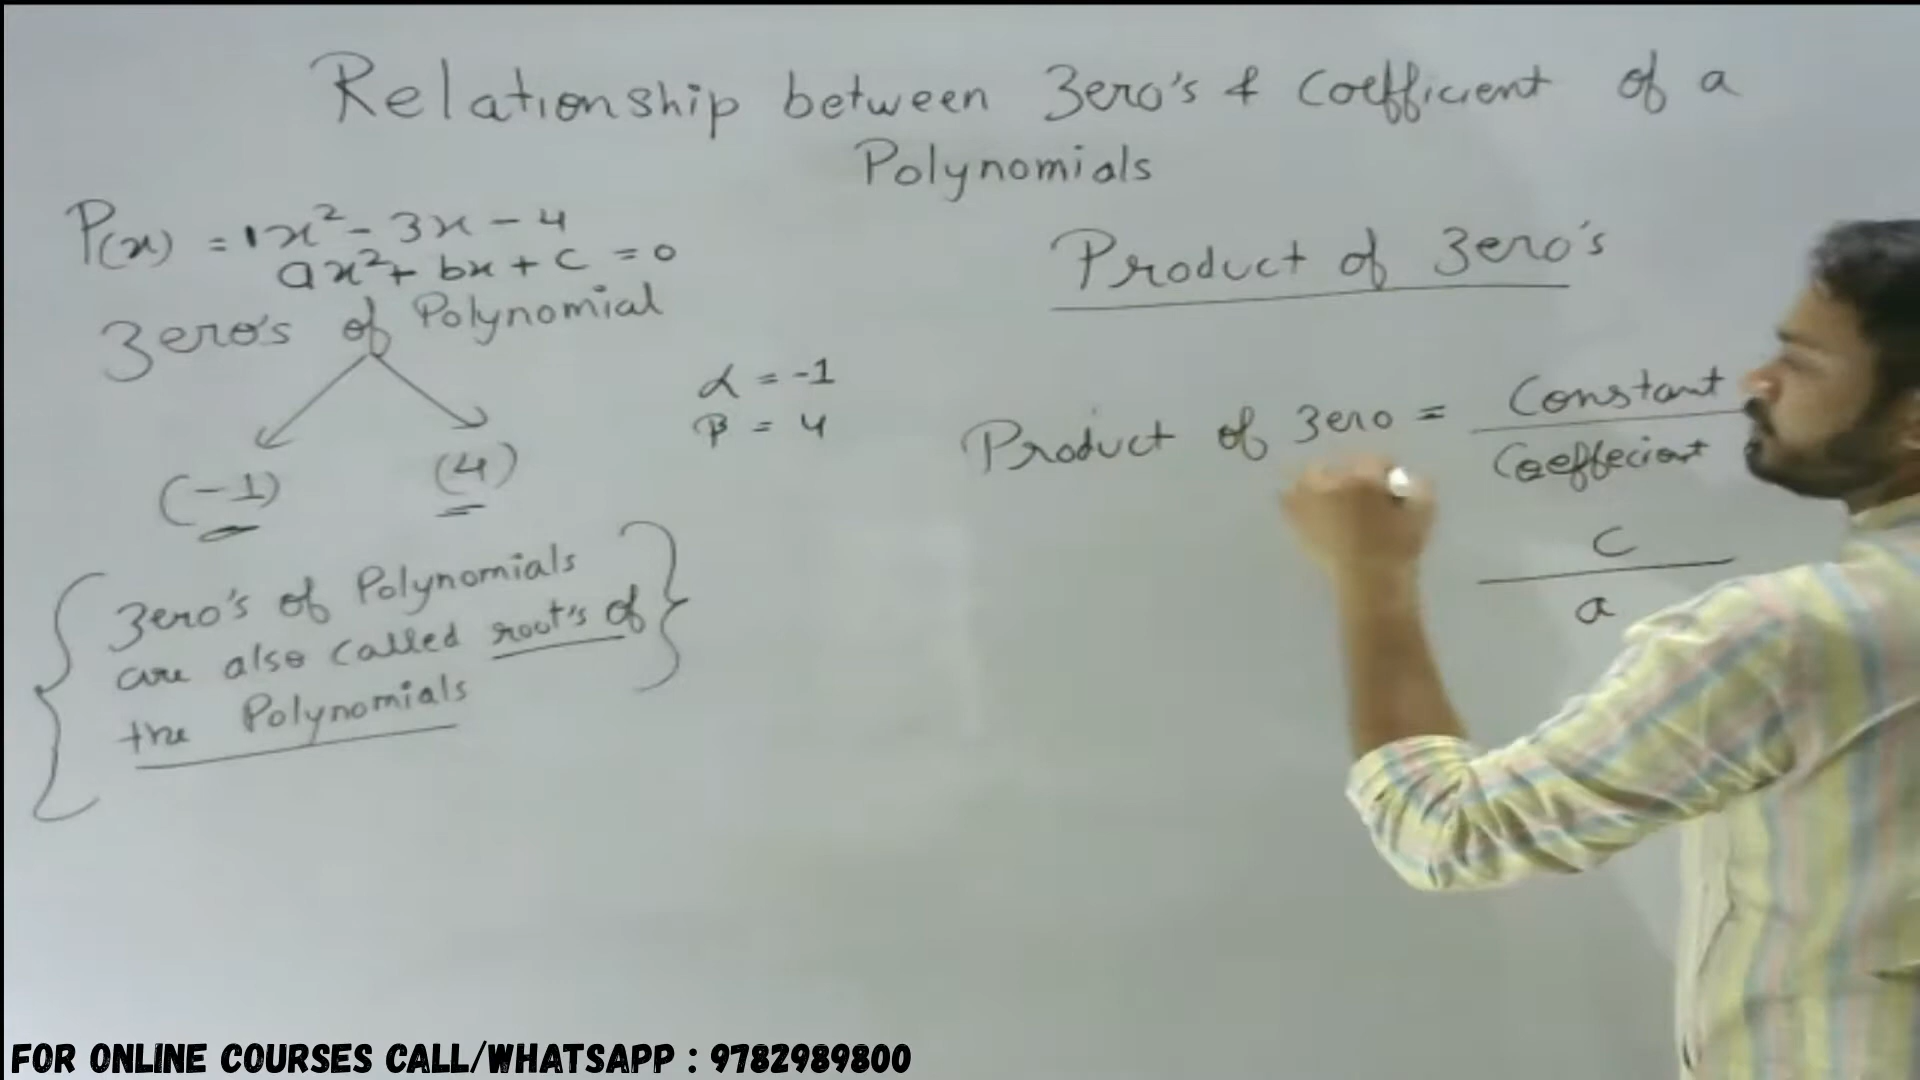 Relationship between Zero's & Coefficient of a
Polynomials
P(x) = 1x² - 3x - 4
ax² + bx + c = 0
Zero's of Polynomial
(-1) (4)
α = -1
β = 4
{ Zero's of Polynomials
are also called root's of }
the Polynomials
Product of Zero's
Product of Zero = Constant
Coeffecient
c
a
FOR ONLINE COURSES CALL/WHATSAPP : 9782989800